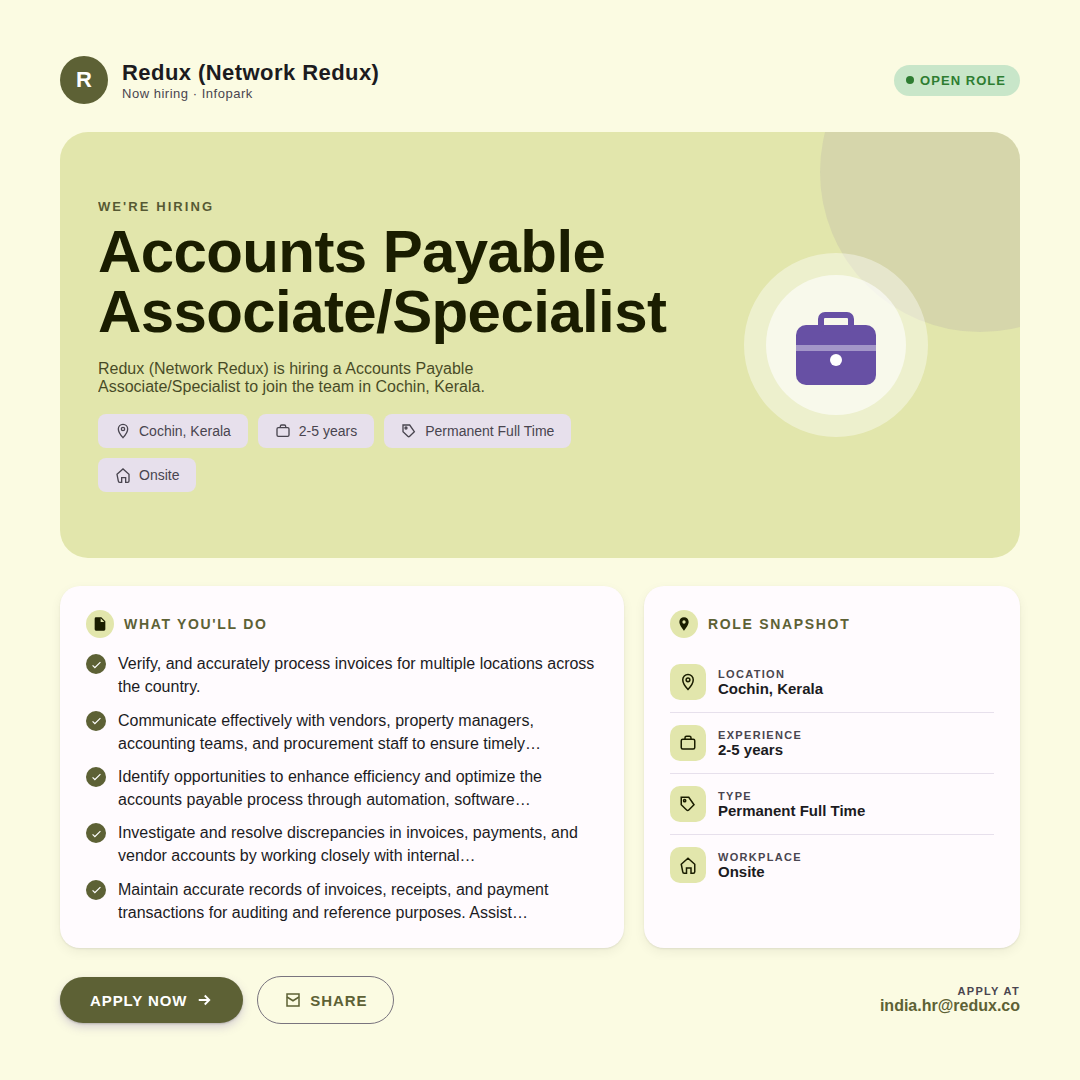 R
Redux (Network Redux)
Now hiring · Infopark
OPEN ROLE
WE'RE HIRING
Accounts Payable
Associate/Specialist
Redux (Network Redux) is hiring a Accounts Payable
Associate/Specialist to join the team in Cochin, Kerala.
Cochin, Kerala
2-5 years
Permanent Full Time
Onsite
WHAT YOU'LL DO
Verify, and accurately process invoices for multiple locations across
the country.
Communicate effectively with vendors, property managers,
accounting teams, and procurement staff to ensure timely…
Identify opportunities to enhance efficiency and optimize the
accounts payable process through automation, software…
Investigate and resolve discrepancies in invoices, payments, and
vendor accounts by working closely with internal…
Maintain accurate records of invoices, receipts, and payment
transactions for auditing and reference purposes. Assist…
ROLE SNAPSHOT
LOCATION
Cochin, Kerala
EXPERIENCE
2-5 years
TYPE
Permanent Full Time
WORKPLACE
Onsite
APPLY NOW
SHARE
APPLY AT
india.hr@redux.co